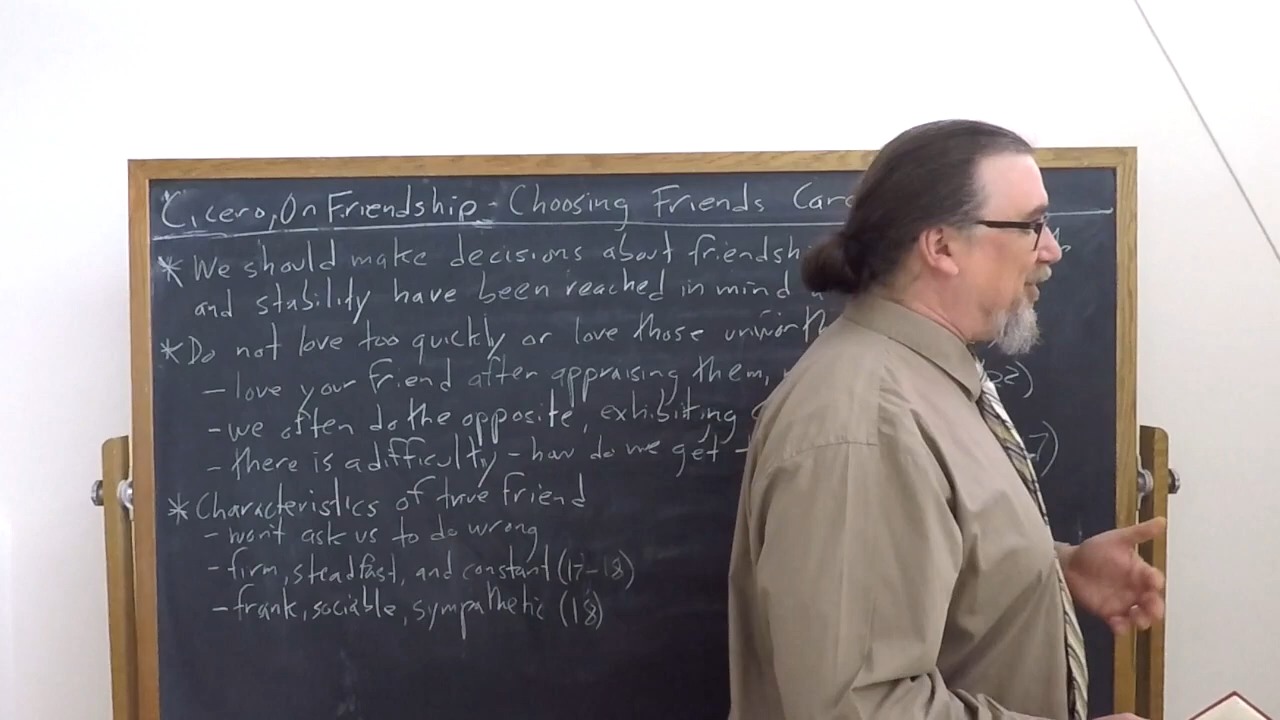 Cicero, On Friendship - Choosing Friends
* We should make decisions about
and stability have been reached in mind
* Do not love too quickly or love those
- love your friend after appraising them,
- we often do the opposite, exhibiting
- there is a difficulty - how do we get
* Characteristics of true friend
- won't ask us to do wrong
- firm, steadfast, and constant (17-18)
- frank, sociable, sympathetic (18)